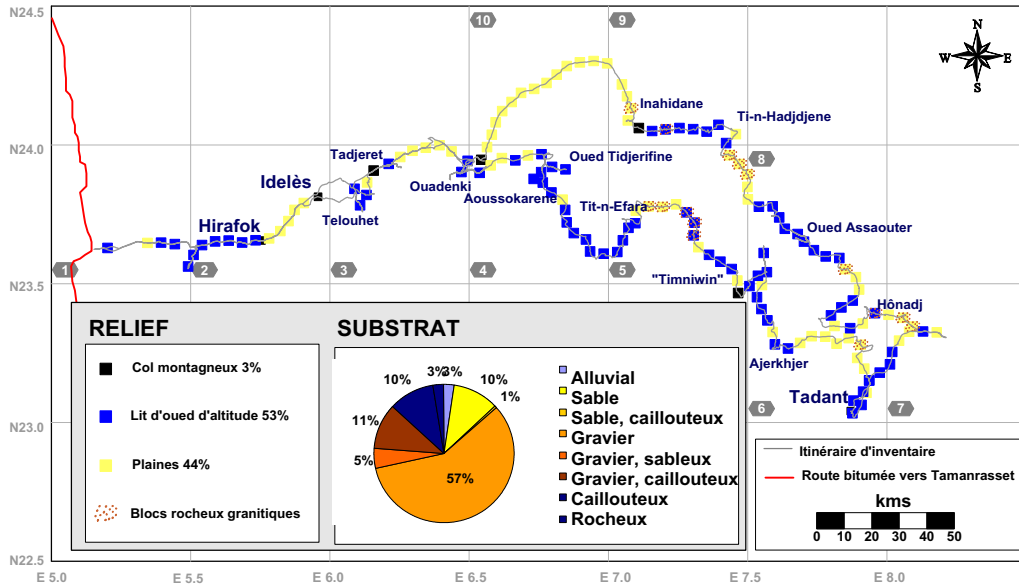 N24.5
10
9
N
W
E
S
Inahidane
Ti-n-Hadjdjene
N24.0
Tadjeret
Oued Tidjerifine
8
Idelès
Ouadenki
Aoussokarene
Telouhet
Tit-n-Efara
Hirafok
Oued Assaouter
1
2
3
4
5
"Timniwin"
N23.5
Hônadj
RELIEF
SUBSTRAT
Col montagneux 3%
Lit d'oued d'altitude 53%
Plaines 44%
Blocs rocheux granitiques
3%
3%
10%
1%
57%
5%
11%
10%
Alluvial
Sable
Sable, caillouteux
Gravier
Gravier, sableux
Gravier, caillouteux
Caillouteux
Rocheux
Ajerkhjer
Tadant
6
7
N23.0
Itinéraire d'inventaire
Route bitumée vers Tamanrasset
kms
0 10 20 30 40 50
N22.5
E 5.0 E 5.5 E 6.0 E 6.5 E 7.0 E 7.5 E 8.0